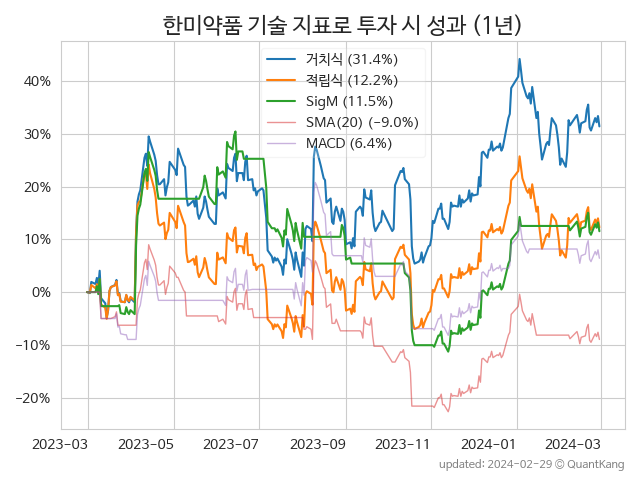 한미약품 기술 지표로 투자 시 성과 (1년)
거치식 (31.4%)
적립식 (12.2%)
SigM (11.5%)
SMA(20) (−9.0%)
MACD (6.4%)
40%
30%
20%
10%
0%
−10%
−20%
2023-03 2023-05 2023-07 2023-09 2023-11 2024-01 2024-03
updated: 2024-02-29 © QuantKang